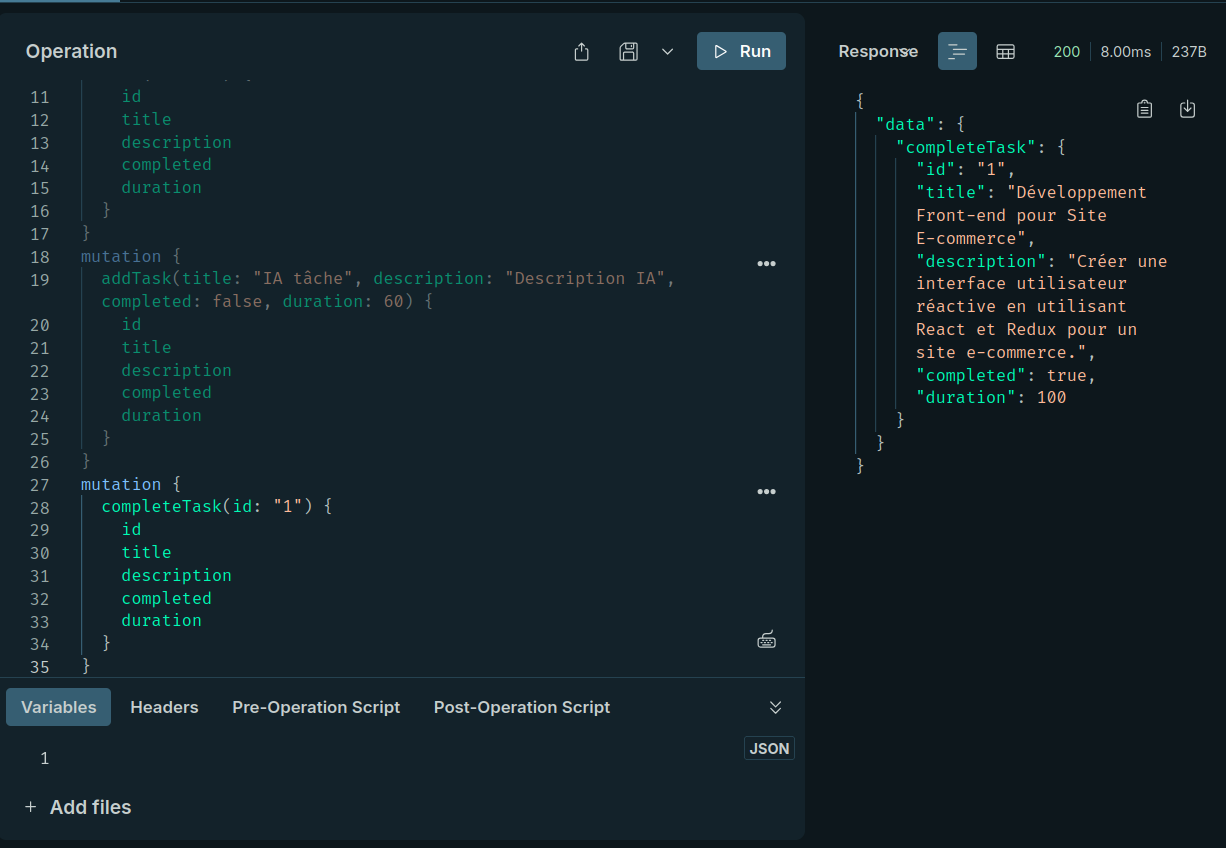 Operation
Run
11 id
12 title
13 description
14 completed
15 duration
16 }
17 }
18 mutation {
19 addTask(title: "IA tâche", description: "Description IA",
completed: false, duration: 60) {
20 id
21 title
22 description
23 completed
24 duration
25 }
26 }
27 mutation {
28 completeTask(id: "1") {
29 id
30 title
31 description
32 completed
33 duration
34 }
35 }
Variables Headers Pre-Operation Script Post-Operation Script
1 JSON
+ Add files
Response 200 8.00ms 237B
{
"data": {
"completeTask": {
"id": "1",
"title": "Développement
Front-end pour Site
E-commerce",
"description": "Créer une
interface utilisateur
réactive en utilisant
React et Redux pour un
site e-commerce.",
"completed": true,
"duration": 100
}
}
}